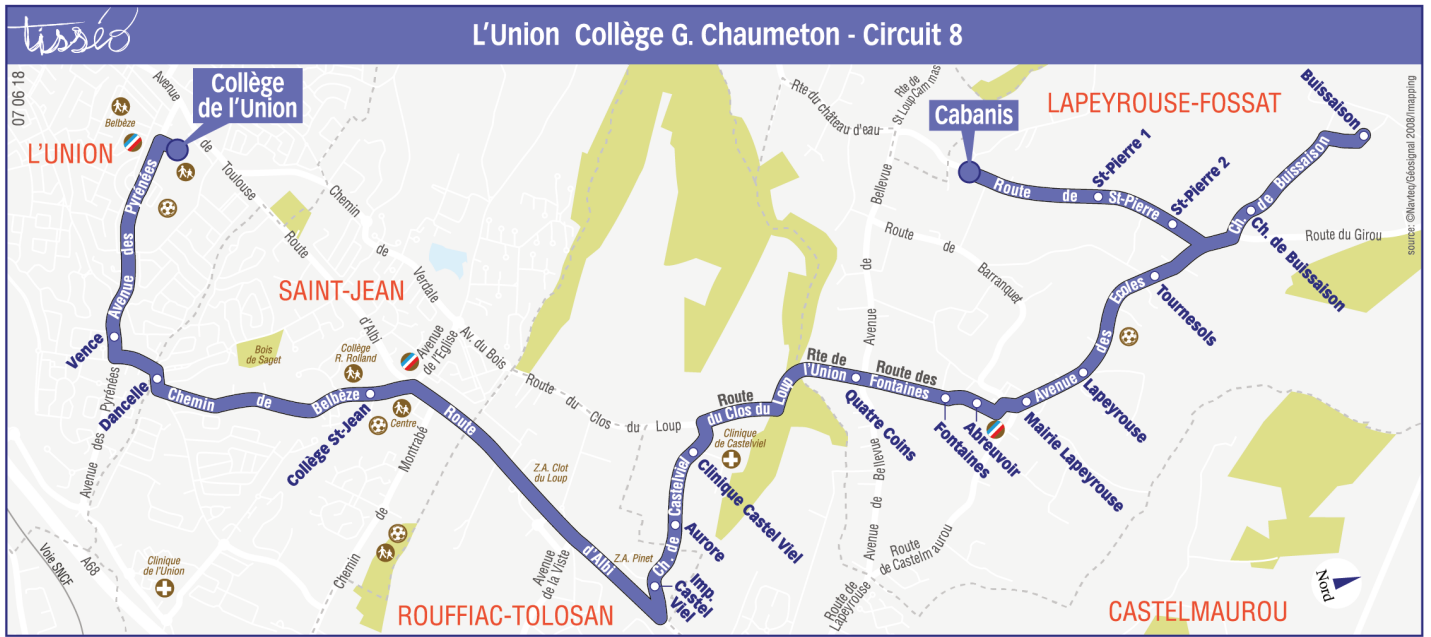 tisséo
L'Union Collège G. Chaumeton - Circuit 8
07 06 18
source: ©Navteq/Géosignal 2008/Imapping
Avenue
de
Toulouse
Route
d'Albi
Collège
de l'Union
Belbèze
L'UNION
Avenue des Pyrénées
Vence
Dancelle
Avenue des Pyrénées
Chemin
de
Verdale
SAINT-JEAN
Bois
de Saget
Collège
R. Rolland
Avenue
de l'Eglise
Av. du Bois
Chemin de Belbèze
Collège St-Jean
Centre
Chemin de Montrabé
Clinique
de l'Union
A68
Voie SNCF
Route d'Albi
Route du Clos du Loup
Z.A. Clot
du Loup
Avenue
de la Viste
ROUFFIAC-TOLOSAN
Z.A. Pinet
Imp.
Castel
Viel
Ch. de Castelviel
Aurore
Clinique Castel Viel
Clinique
de Castelviel
Route
du Clos du Loup
Rte de
l'Union
Route des
Fontaines
Quatre Coins
Fontaines
Abreuvoir
Mairie Lapeyrouse
Lapeyrouse
Avenue des Ecoles
Tournesols
Rte du château d'eau
Rte de
St. Loup Cammas
Cabanis
LAPEYROUSE-FOSSAT
Route de St-Pierre
St-Pierre 1
St-Pierre 2
Ch. de Buissaison
Buissaison
Ch. de Buissaison
Route du Girou
Route de Barranquet
Avenue de Bellevue
Avenue de Bellevue
Route
de Castelmaurou
Route de
Lapeyrouse
CASTELMAUROU
Nord